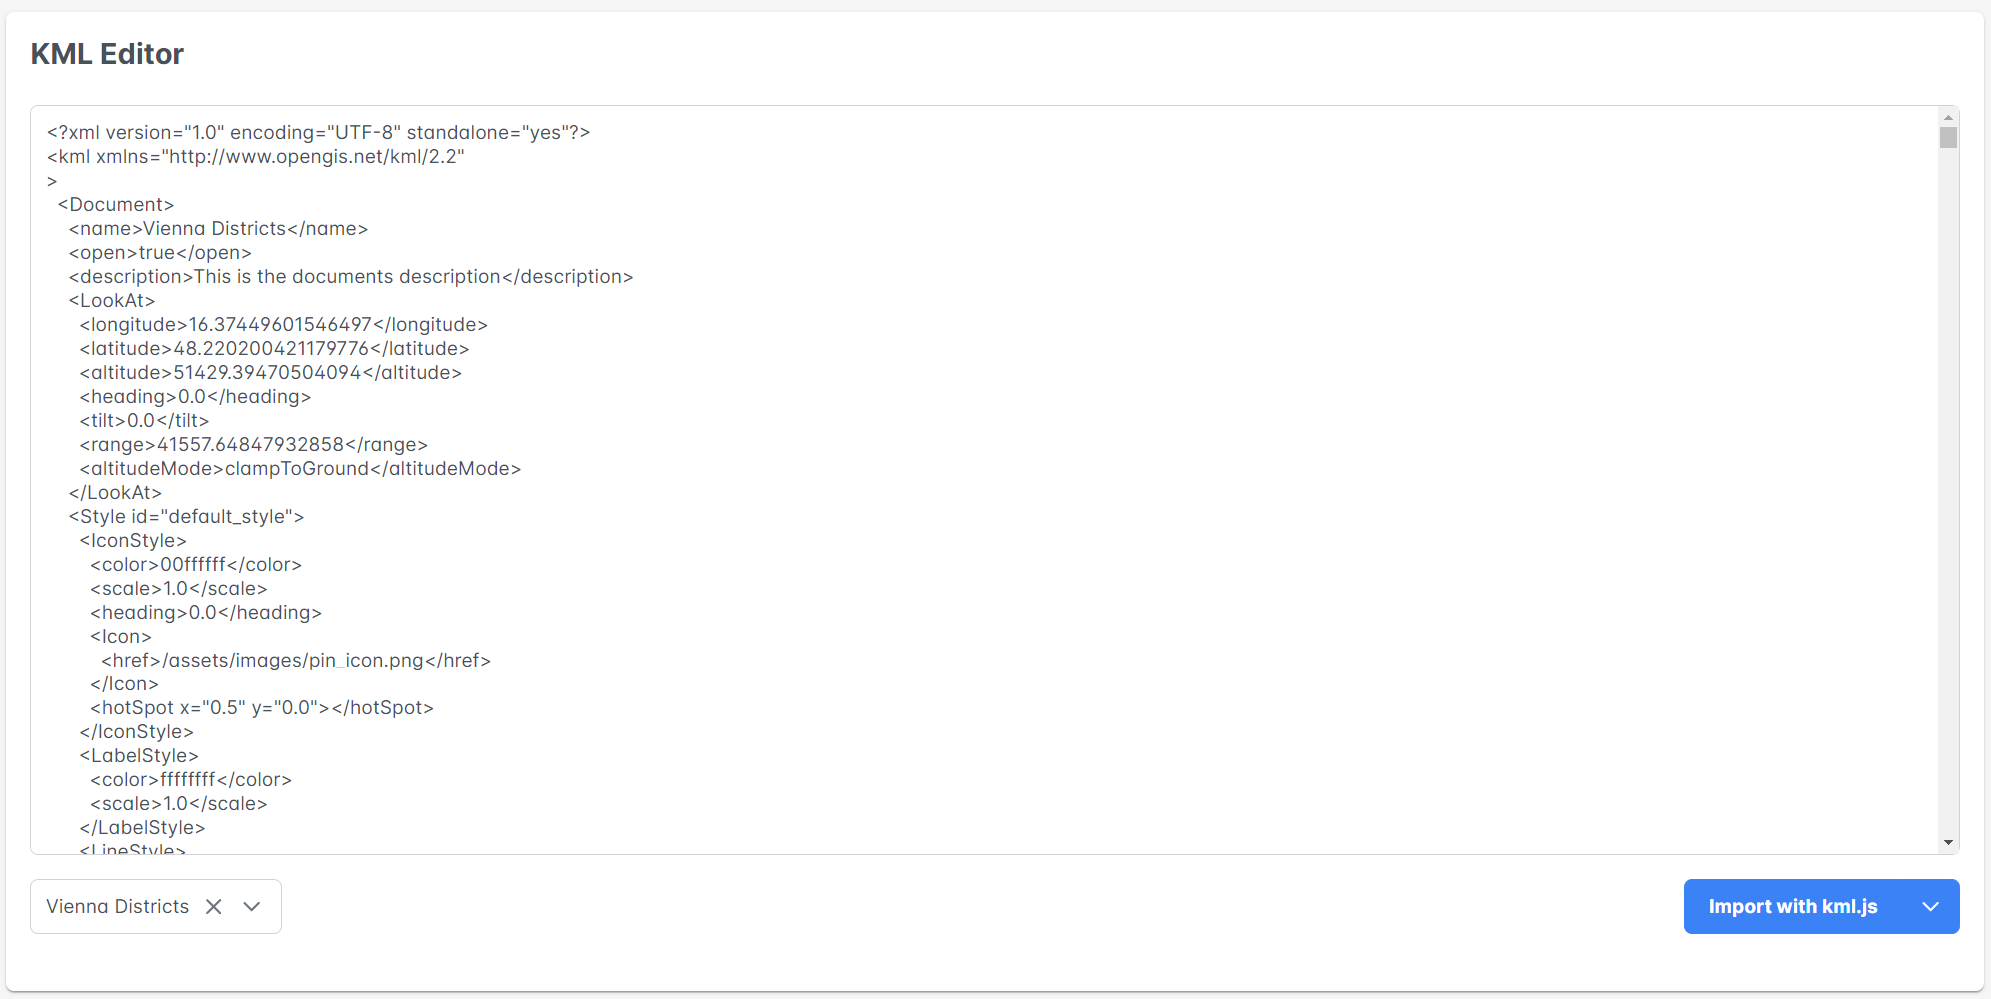 KML Editor
<?xml version="1.0" encoding="UTF-8" standalone="yes"?>
<kml xmlns="http://www.opengis.net/kml/2.2"
>
<Document>
<name>Vienna Districts</name>
<open>true</open>
<description>This is the documents description</description>
<LookAt>
<longitude>16.37449601546497</longitude>
<latitude>48.220200421179776</latitude>
<altitude>51429.39470504094</altitude>
<heading>0.0</heading>
<tilt>0.0</tilt>
<range>41557.64847932858</range>
<altitudeMode>clampToGround</altitudeMode>
</LookAt>
<Style id="default_style">
<IconStyle>
<color>00ffffff</color>
<scale>1.0</scale>
<heading>0.0</heading>
<Icon>
<href>/assets/images/pin_icon.png</href>
</Icon>
<hotSpot x="0.5" y="0.0"></hotSpot>
</IconStyle>
<LabelStyle>
<color>ffffffff</color>
<scale>1.0</scale>
</LabelStyle>
<LineStyle>
Vienna Districts
Import with kml.js